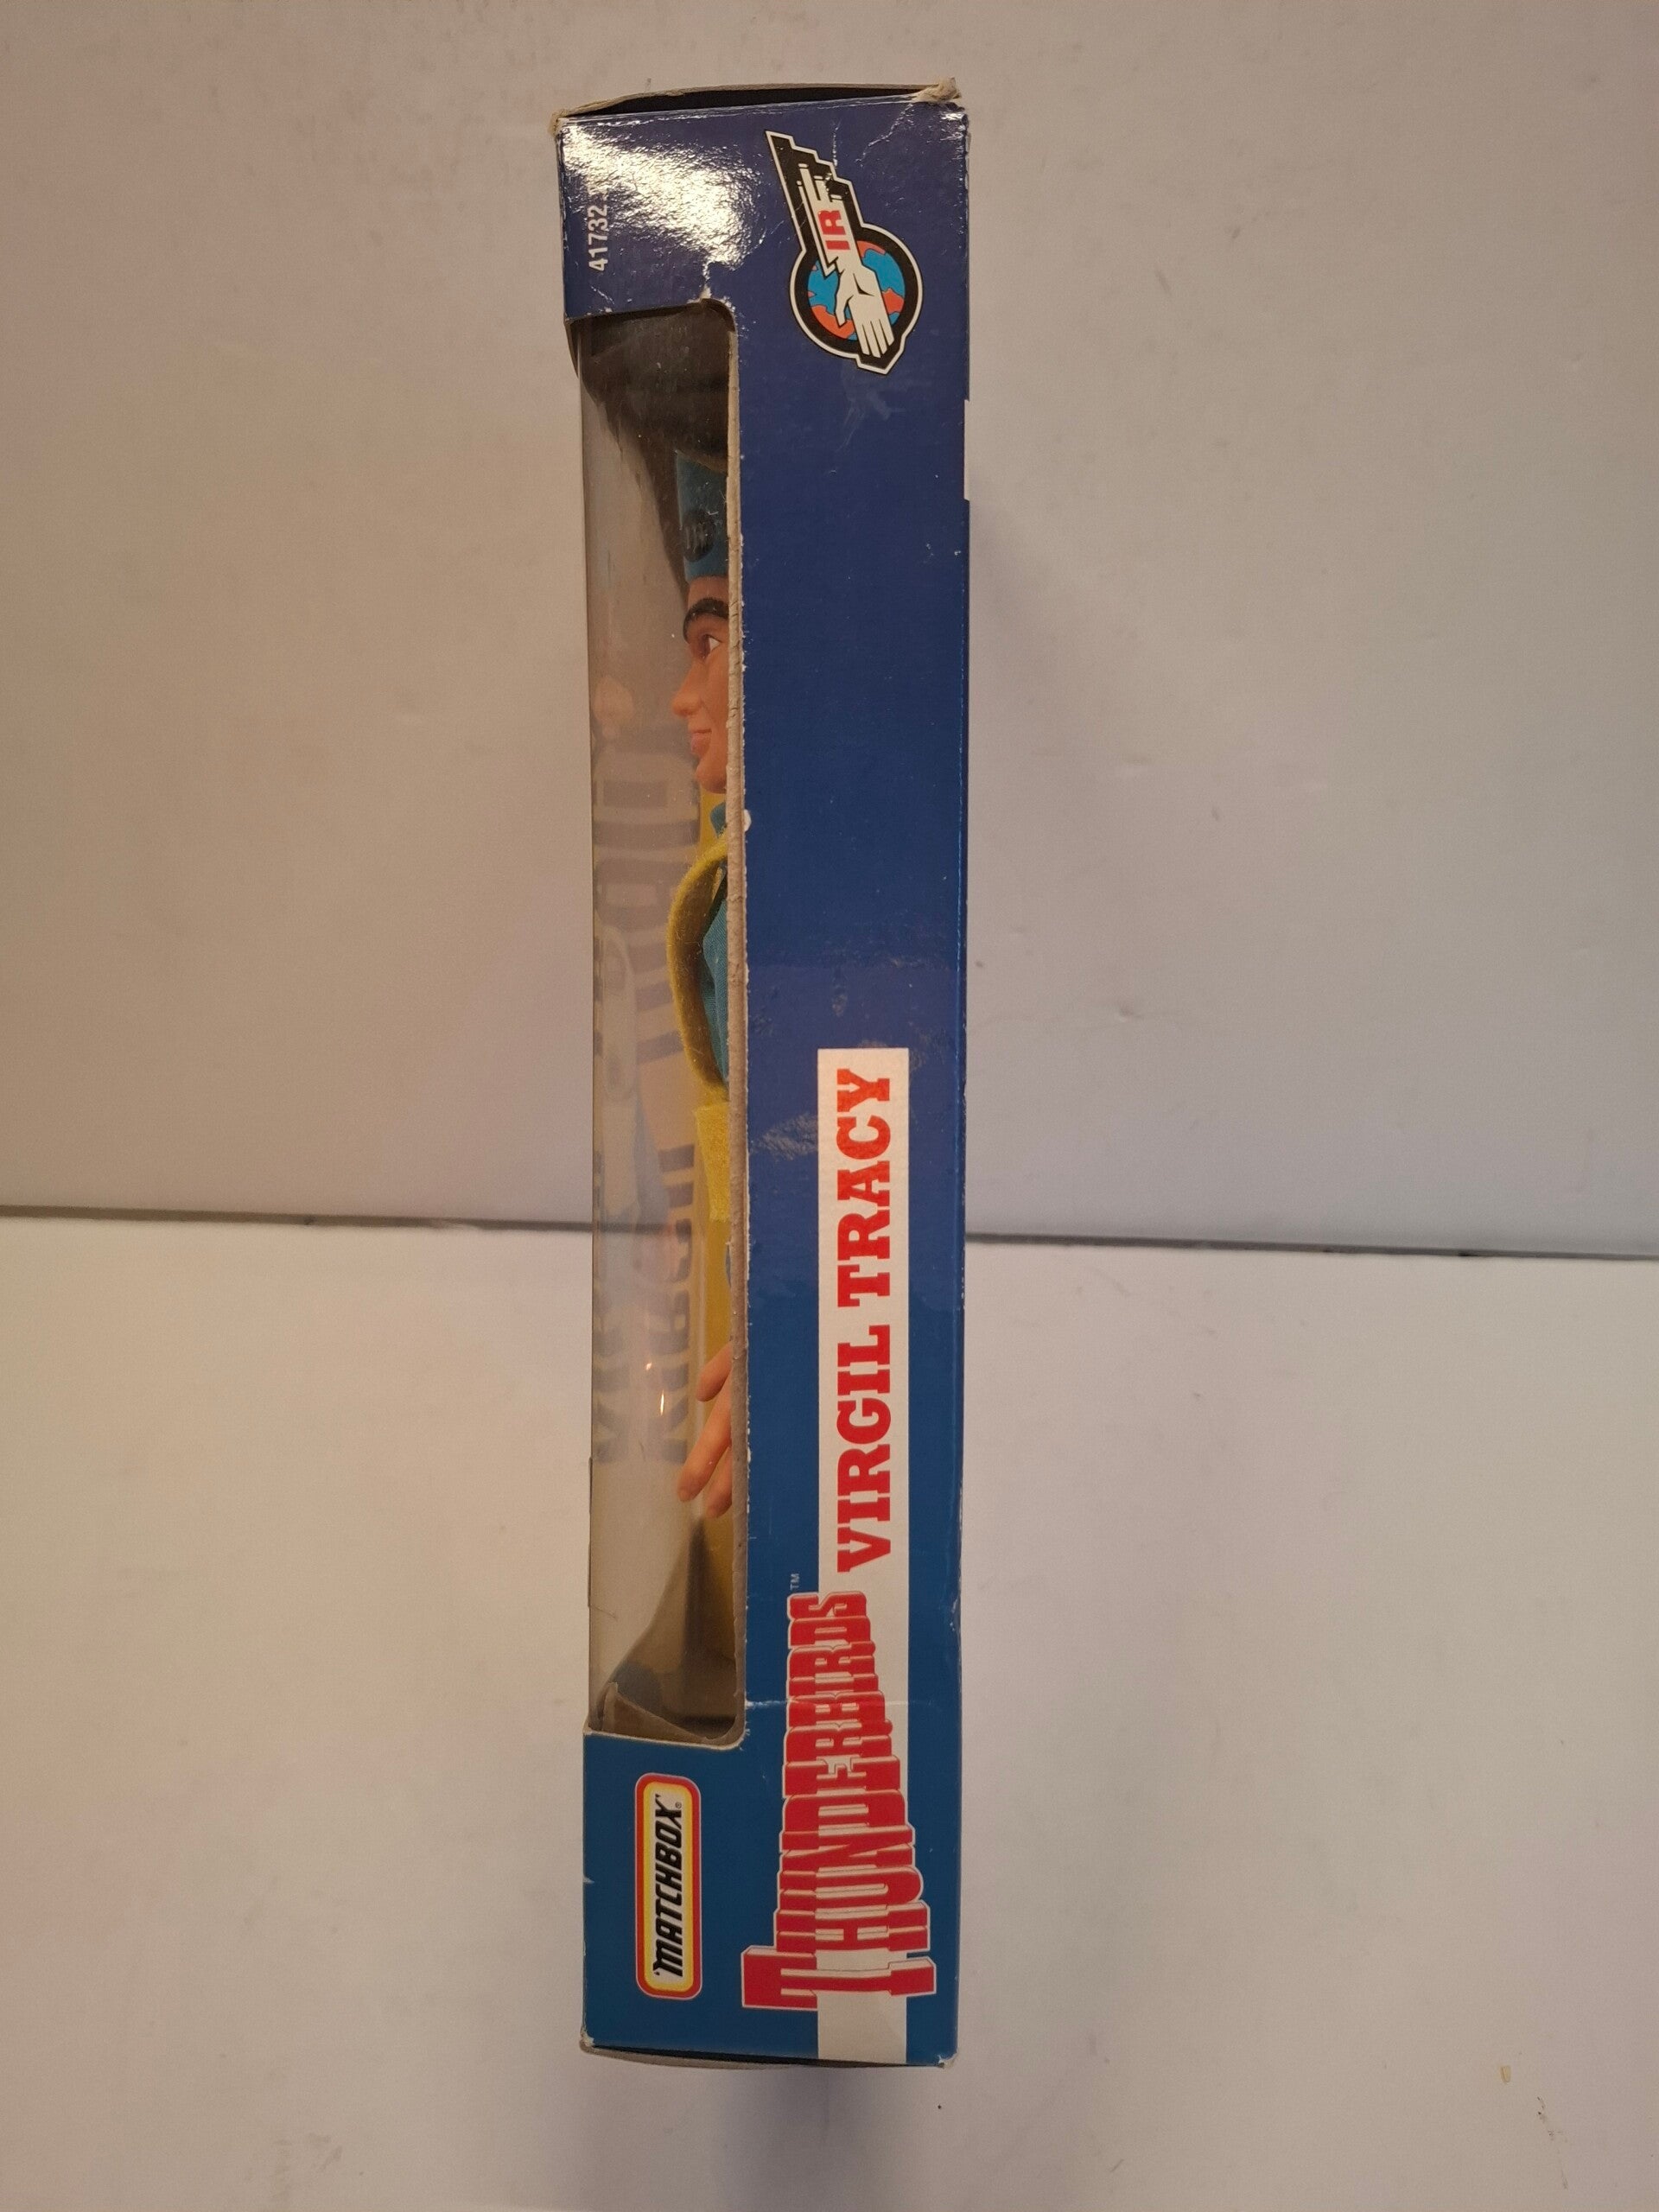 41732
IR
THUNDERBIRDS™ VIRGIL TRACY
MATCHBOX®